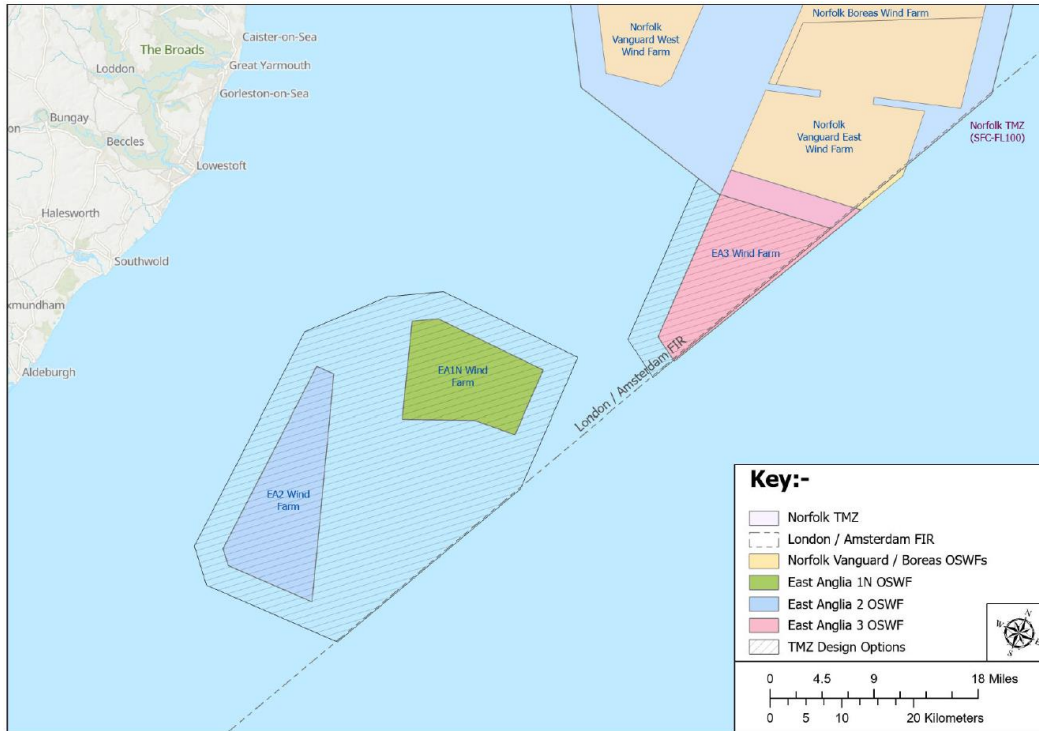 Norfolk Boreas Wind Farm
Caister-on-Sea
The Broads
Norfolk
Vanguard West
Wind Farm
Loddon
Great Yarmouth
Gorleston-on-Sea
on
Bungay
Beccles
Norfolk
Vanguard East
Wind Farm
Norfolk TMZ
(SFC-FL100)
Lowestoft
Halesworth
EA3 Wind Farm
Southwold
xmundham
Aldeburgh
London / Amsterdam FIR
EA1N Wind
Farm
EA2 Wind
Farm
Key:-
Norfolk TMZ
London / Amsterdam FIR
Norfolk Vanguard / Boreas OSWFs
East Anglia 1N OSWF
East Anglia 2 OSWF
East Anglia 3 OSWF
TMZ Design Options
N
W
E
S
0 4.5 9 18 Miles
0 5 10 20 Kilometers